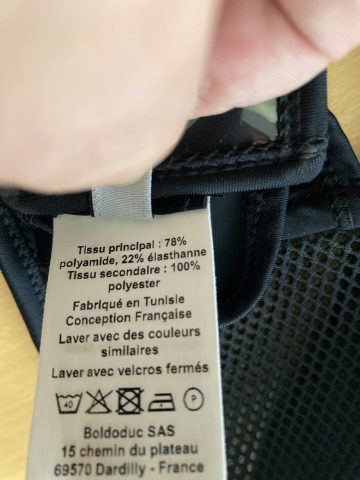 Tissu principal : 78%
polyamide, 22% élasthanne
Tissu secondaire : 100%
polyester
Fabriqué en Tunisie
Conception Française
Laver avec des couleurs
similaires
Laver avec velcros fermés
40 P
Boldoduc SAS
15 chemin du plateau
69570 Dardilly - France